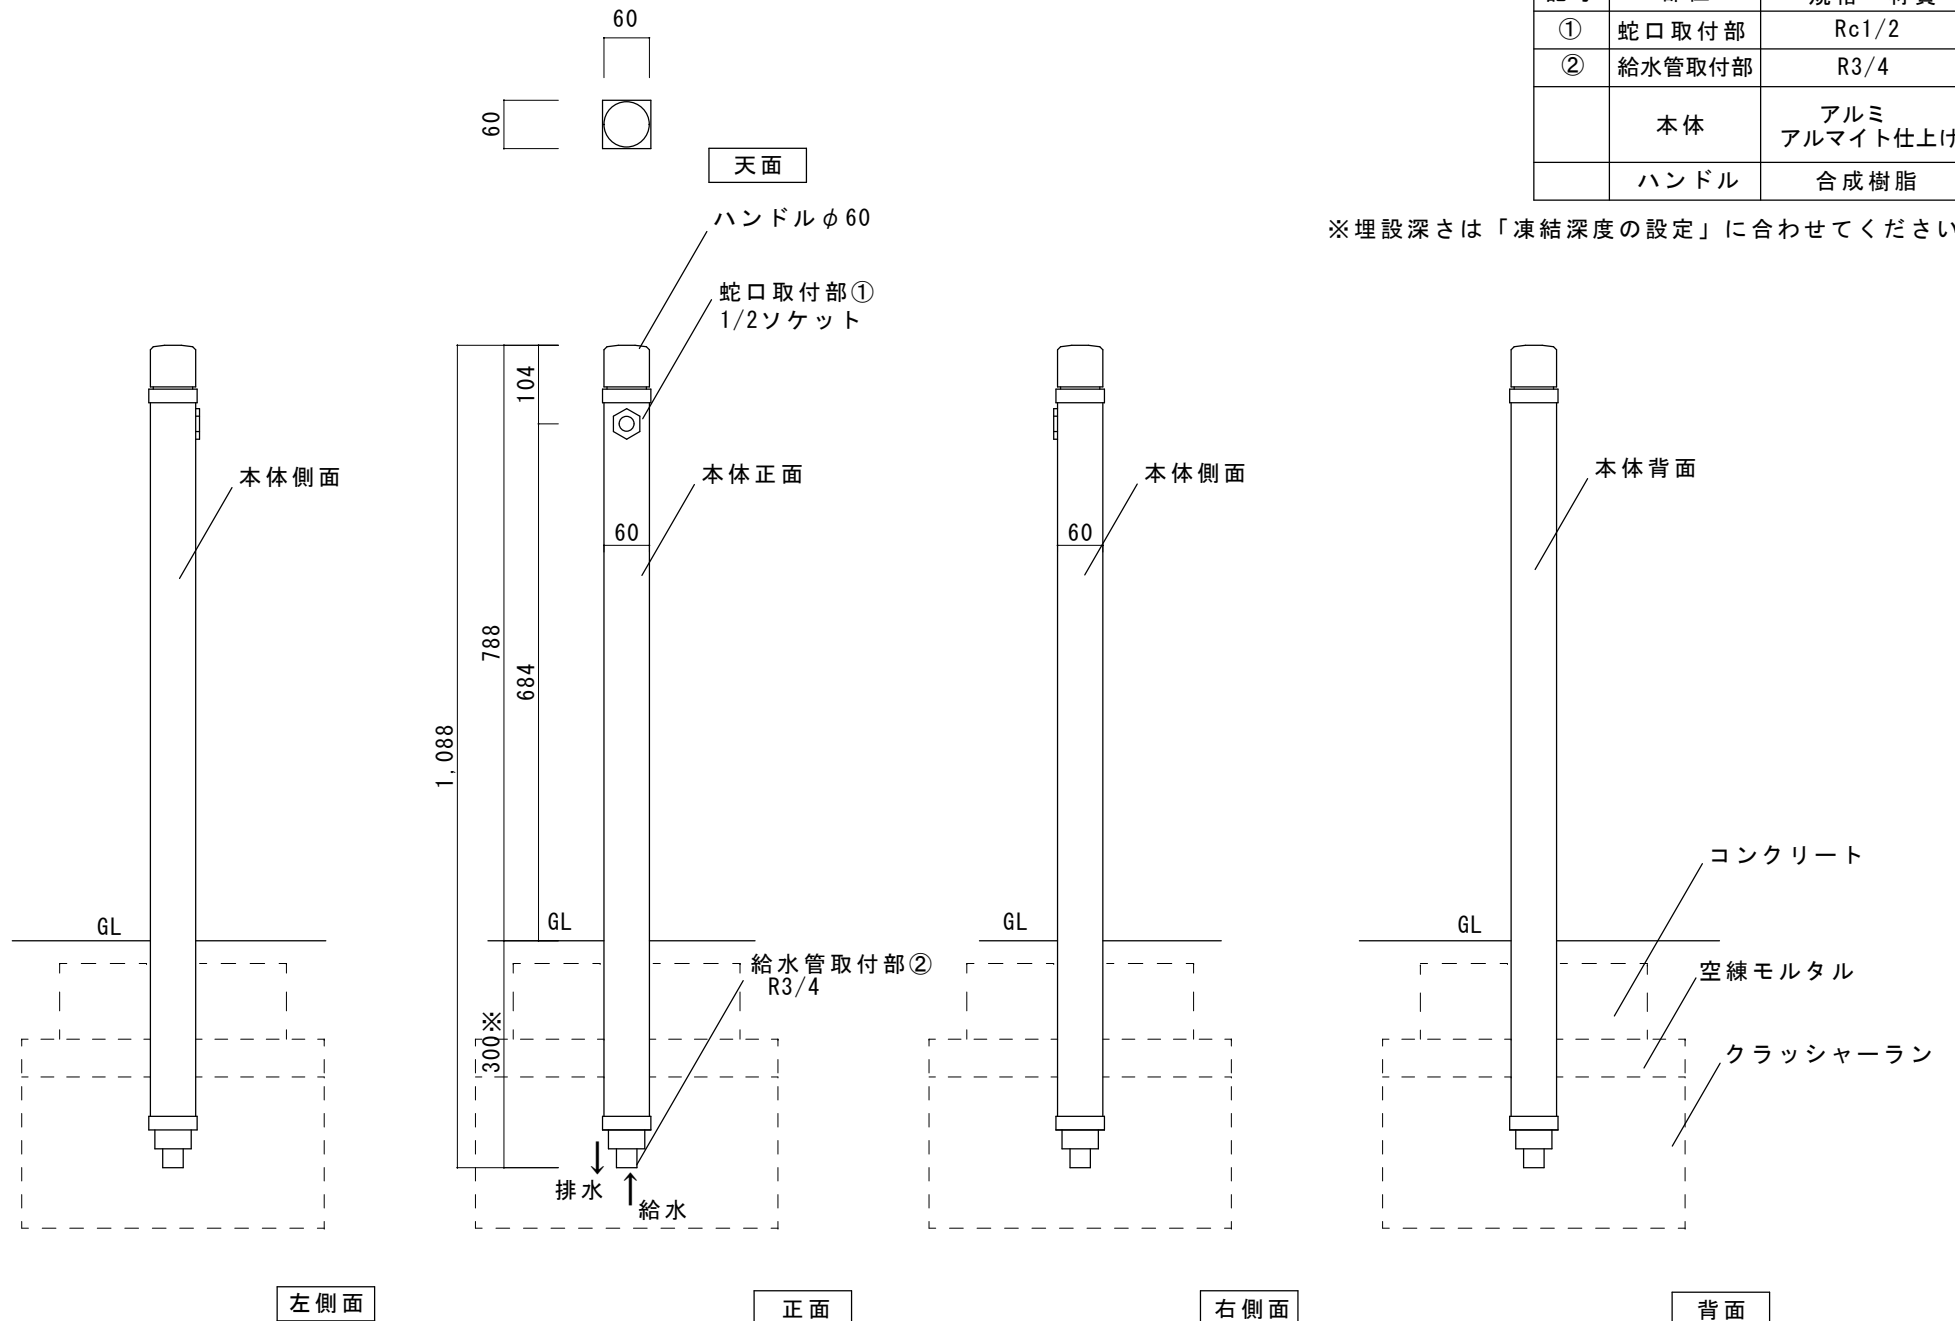 60
60
天面
① 蛇口取付部 Rc1/2
② 給水管取付部 R3/4
本体 アルミ
アルマイト仕上げ
ハンドル 合成樹脂
※埋設深さは「凍結深度の設定」に合わせてください
ハンドルφ60
蛇口取付部①
1/2ソケット
104
本体側面
本体正面
本体側面
本体背面
60
60
788
684
1,088
コンクリート
GL
GL
GL
GL
給水管取付部②
R3/4
空練モルタル
300※
クラッシャーラン
排水
給水
左側面
正面
右側面
背面